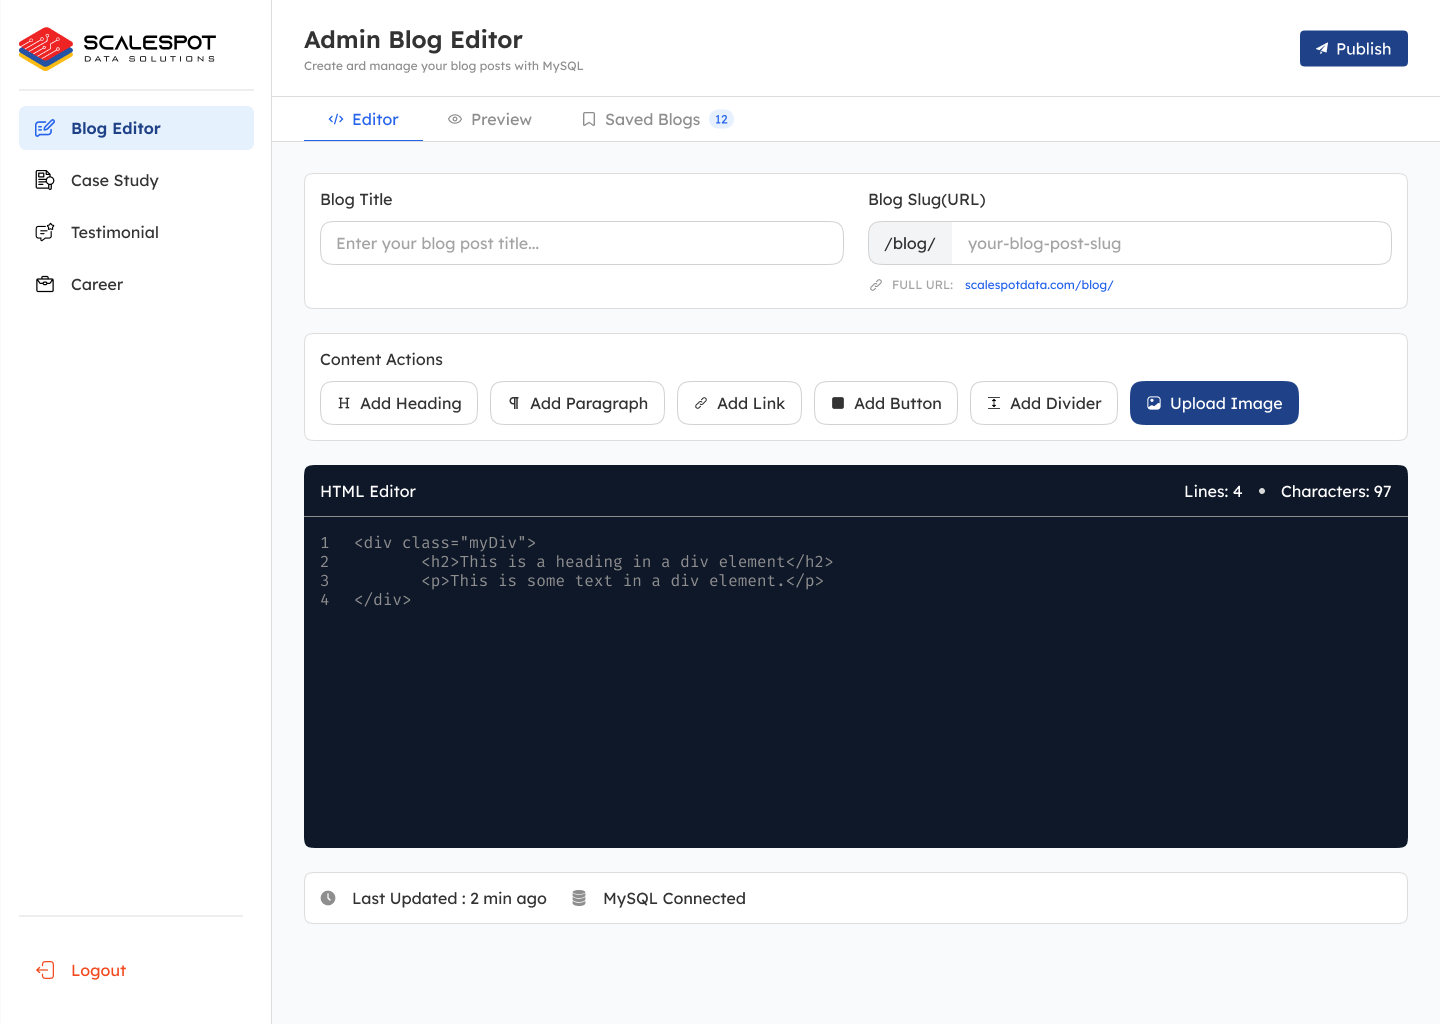 SCALESPOT
DATA SOLUTIONS
Blog Editor
Case Study
Testimonial
Career
Logout
Admin Blog Editor
Create ard manage your blog posts with MySQL
Publish
Editor
Preview
Saved Blogs 12
Blog Title
Enter your blog post title...
Blog Slug(URL)
/blog/ your-blog-post-slug
FULL URL: scalespotdata.com/blog/
Content Actions
Add Heading
Add Paragraph
Add Link
Add Button
Add Divider
Upload Image
HTML Editor
Lines: 4 • Characters: 97
1 <div class="myDiv">
2 <h2>This is a heading in a div element</h2>
3 <p>This is some text in a div element.</p>
4 </div>
Last Updated : 2 min ago
MySQL Connected